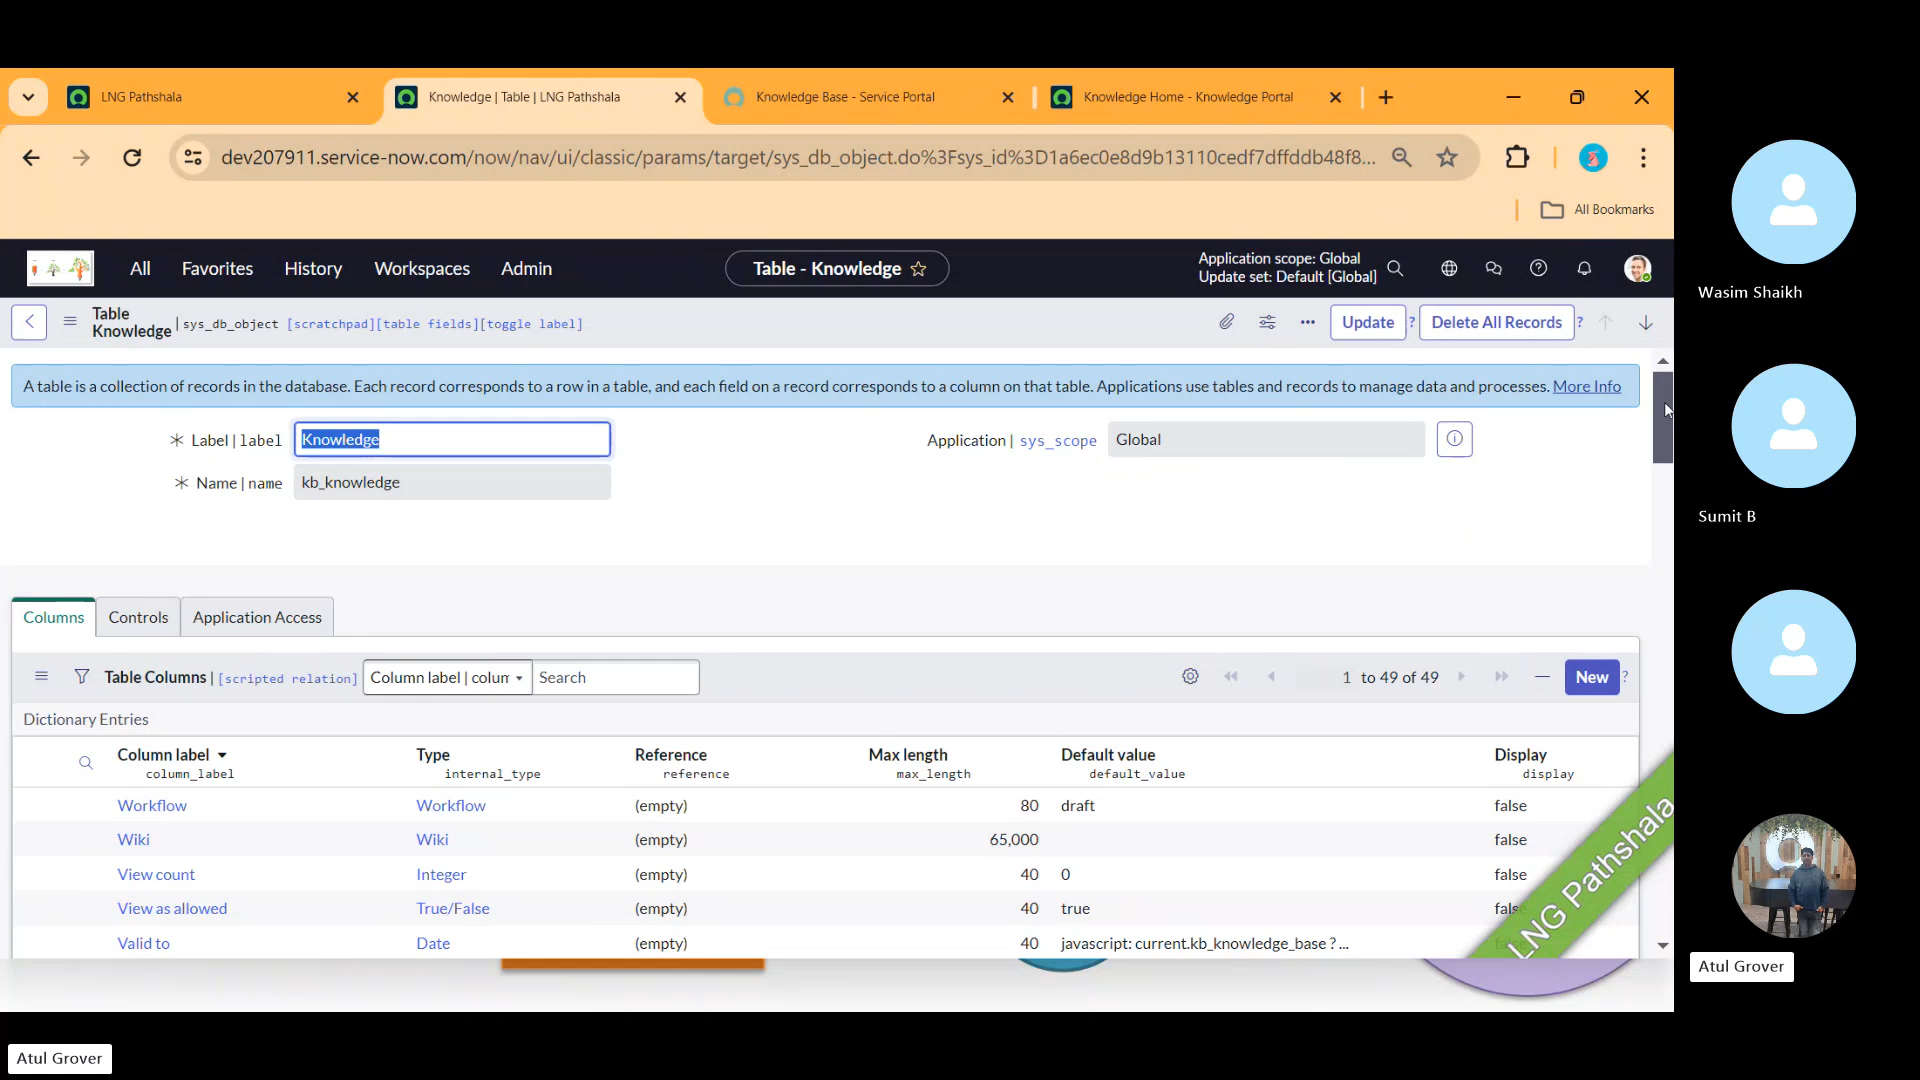 LNG Pathshala
Knowledge | Table | LNG Pathshala
Knowledge Base - Service Portal
Knowledge Home - Knowledge Portal
dev207911.service-now.com/now/nav/ui/classic/params/target/sys_db_object.do%3Fsys_id%3D1a6ec0e8d9b13110cedf7dffddb48f8...
All Bookmarks
All Favorites History Workspaces Admin
Table - Knowledge
Application scope: Global
Update set: Default [Global]
Table
Knowledge | sys_db_object [scratchpad][table fields][toggle label]
Update ? Delete All Records ?
A table is a collection of records in the database. Each record corresponds to a row in a table, and each field on a record corresponds to a column on that table. Applications use tables and records to manage data and processes. More Info
Label | label Knowledge
Application | sys_scope Global
Name | name kb_knowledge
Columns Controls Application Access
Table Columns | [scripted relation] Column label | colum Search 1 to 49 of 49 New ?
Dictionary Entries
Column label Type Reference Max length Default value Display
column_label internal_type reference max_length default_value display
Workflow Workflow (empty) 80 draft false
Wiki Wiki (empty) 65,000 false
View count Integer (empty) 40 0 false
View as allowed True/False (empty) 40 true false
Valid to Date (empty) 40 javascript: current.kb_knowledge_base ? ... false
LNG Pathshala
Wasim Shaikh
Sumit B
Atul Grover
Atul Grover